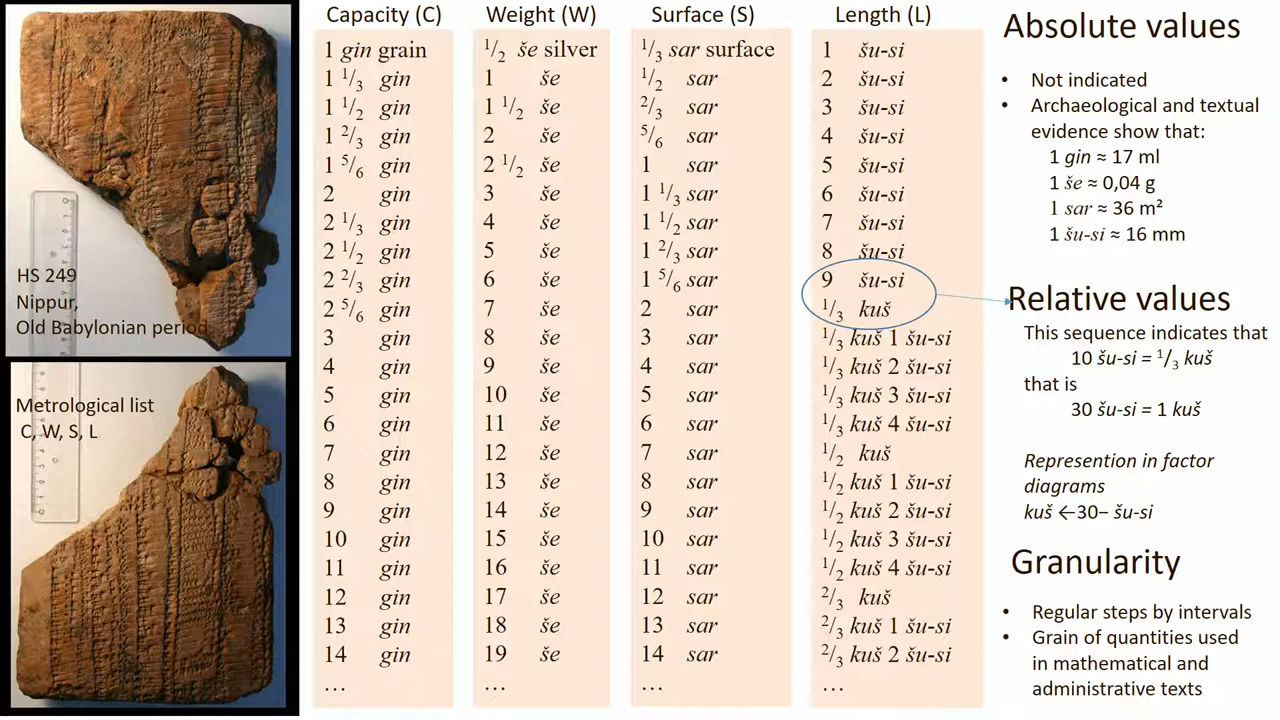 HS 249
Nippur,
Old Babylonian period
Metrological list
C, W, S, L
Capacity (C)
1 gin grain
1 1/3 gin
1 1/2 gin
1 2/3 gin
1 5/6 gin
2 gin
2 1/3 gin
2 1/2 gin
2 2/3 gin
2 5/6 gin
3 gin
4 gin
5 gin
6 gin
7 gin
8 gin
9 gin
10 gin
11 gin
12 gin
13 gin
14 gin
…
Weight (W)
1/2 še silver
1 še
1 1/2 še
2 še
2 1/2 še
3 še
4 še
5 še
6 še
7 še
8 še
9 še
10 še
11 še
12 še
13 še
14 še
15 še
16 še
17 še
18 še
19 še
…
Surface (S)
1/3 sar surface
1/2 sar
2/3 sar
5/6 sar
1 sar
1 1/3 sar
1 1/2 sar
1 2/3 sar
1 5/6 sar
2 sar
3 sar
4 sar
5 sar
6 sar
7 sar
8 sar
9 sar
10 sar
11 sar
12 sar
13 sar
14 sar
…
Length (L)
1 šu-si
2 šu-si
3 šu-si
4 šu-si
5 šu-si
6 šu-si
7 šu-si
8 šu-si
9 šu-si
1/3 kuš
1/3 kuš 1 šu-si
1/3 kuš 2 šu-si
1/3 kuš 3 šu-si
1/3 kuš 4 šu-si
1/2 kuš
1/2 kuš 1 šu-si
1/2 kuš 2 šu-si
1/2 kuš 3 šu-si
1/2 kuš 4 šu-si
2/3 kuš
2/3 kuš 1 šu-si
2/3 kuš 2 šu-si
…
Absolute values
• Not indicated
• Archaeological and textual
evidence show that:
1 gin ≈ 17 ml
1 še ≈ 0,04 g
1 sar ≈ 36 m²
1 šu-si ≈ 16 mm
Relative values
This sequence indicates that
10 šu-si = 1/3 kuš
that is
30 šu-si = 1 kuš
Represention in factor
diagrams
kuš ←30− šu-si
Granularity
• Regular steps by intervals
• Grain of quantities used
in mathematical and
administrative texts